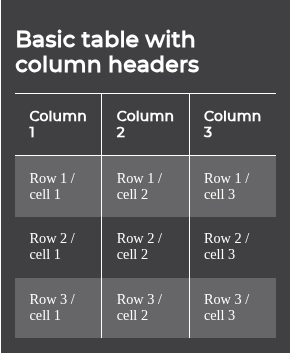 Basic table with
column headers
Column
1
Column
2
Column
3
Row 1 /
cell 1
Row 1 /
cell 2
Row 1 /
cell 3
Row 2 /
cell 1
Row 2 /
cell 2
Row 2 /
cell 3
Row 3 /
cell 1
Row 3 /
cell 2
Row 3 /
cell 3